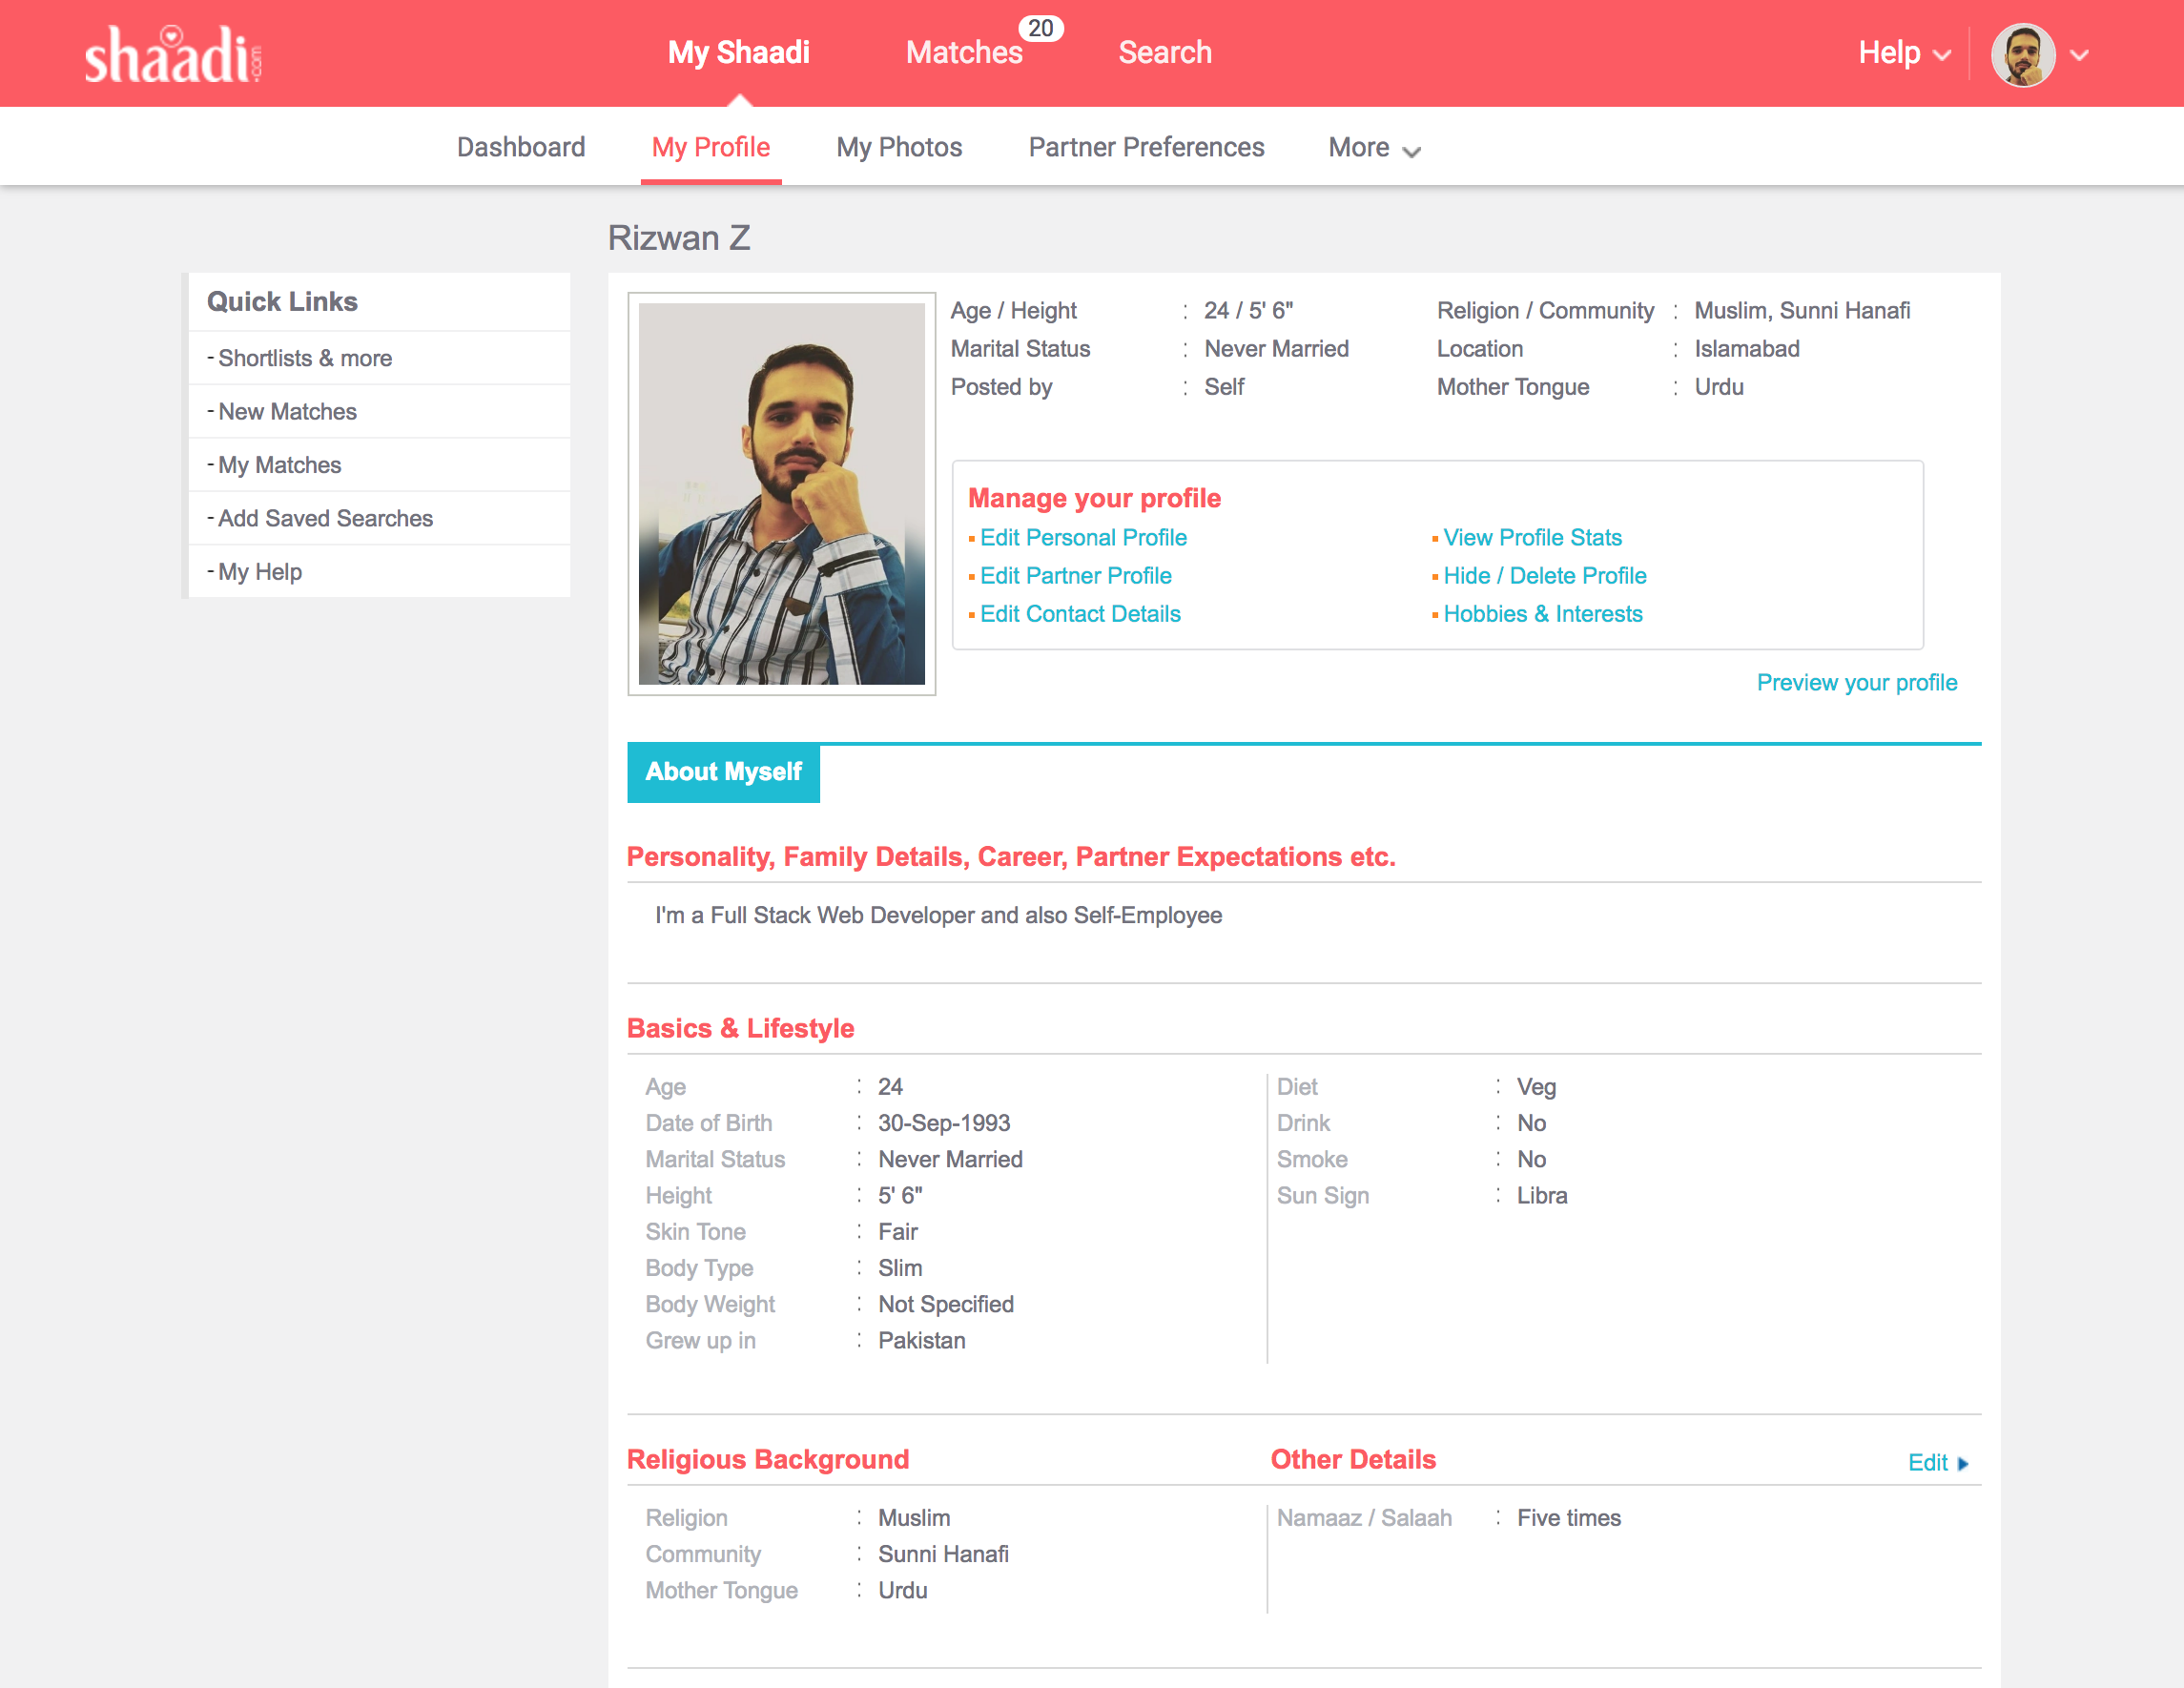 shaadi.com
My Shaadi
Matches 20
Search
Help
Dashboard
My Profile
My Photos
Partner Preferences
More
Rizwan Z
Quick Links
- Shortlists & more
- New Matches
- My Matches
- Add Saved Searches
- My Help
Age / Height : 24 / 5' 6"
Marital Status : Never Married
Posted by : Self
Religion / Community : Muslim, Sunni Hanafi
Location : Islamabad
Mother Tongue : Urdu
Manage your profile
Edit Personal Profile
Edit Partner Profile
Edit Contact Details
View Profile Stats
Hide / Delete Profile
Hobbies & Interests
Preview your profile
About Myself
Personality, Family Details, Career, Partner Expectations etc.
I'm a Full Stack Web Developer and also Self-Employee
Basics & Lifestyle
Age : 24
Date of Birth : 30-Sep-1993
Marital Status : Never Married
Height : 5' 6"
Skin Tone : Fair
Body Type : Slim
Body Weight : Not Specified
Grew up in : Pakistan
Diet : Veg
Drink : No
Smoke : No
Sun Sign : Libra
Religious Background
Religion : Muslim
Community : Sunni Hanafi
Mother Tongue : Urdu
Other Details
Edit
Namaaz / Salaah : Five times